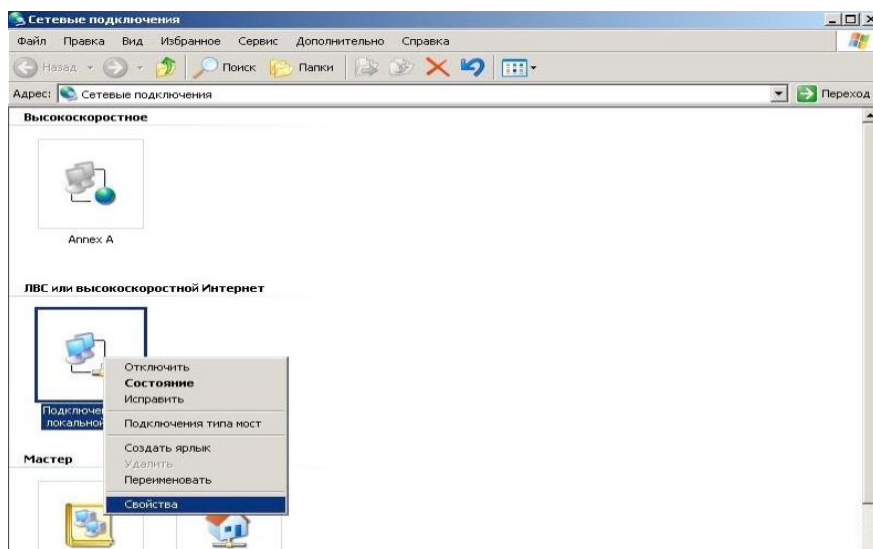 Сетевые подключения
Файл Правка Вид Избранное Сервис Дополнительно Справка
Назад Поиск Папки
Адрес: Сетевые подключения Переход
Высокоскоростное
Annex A
ЛВС или высокоскоростной Интернет
Отключить
Состояние
Исправить
Подключения типа мост
Создать ярлык
Удалить
Переименовать
Свойства
Мастер